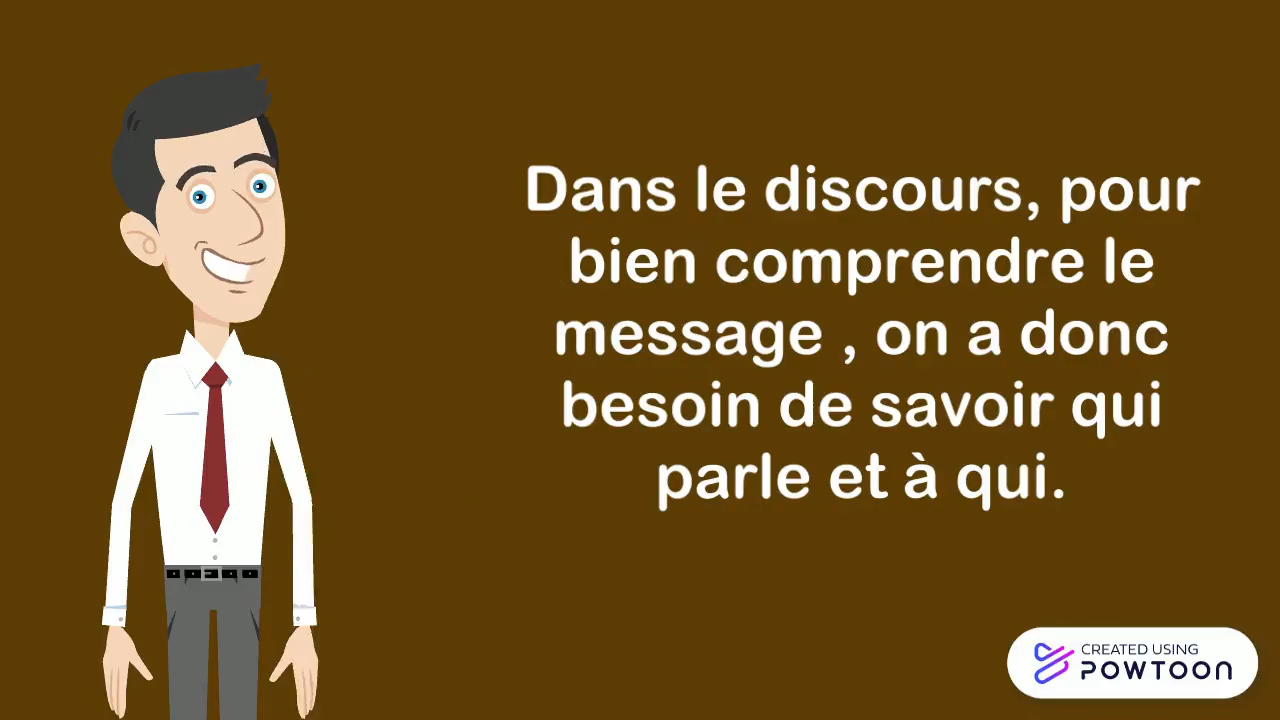 Dans le discours, pour
bien comprendre le
message , on a donc
besoin de savoir qui
parle et à qui.
CREATED USING
POWTOON